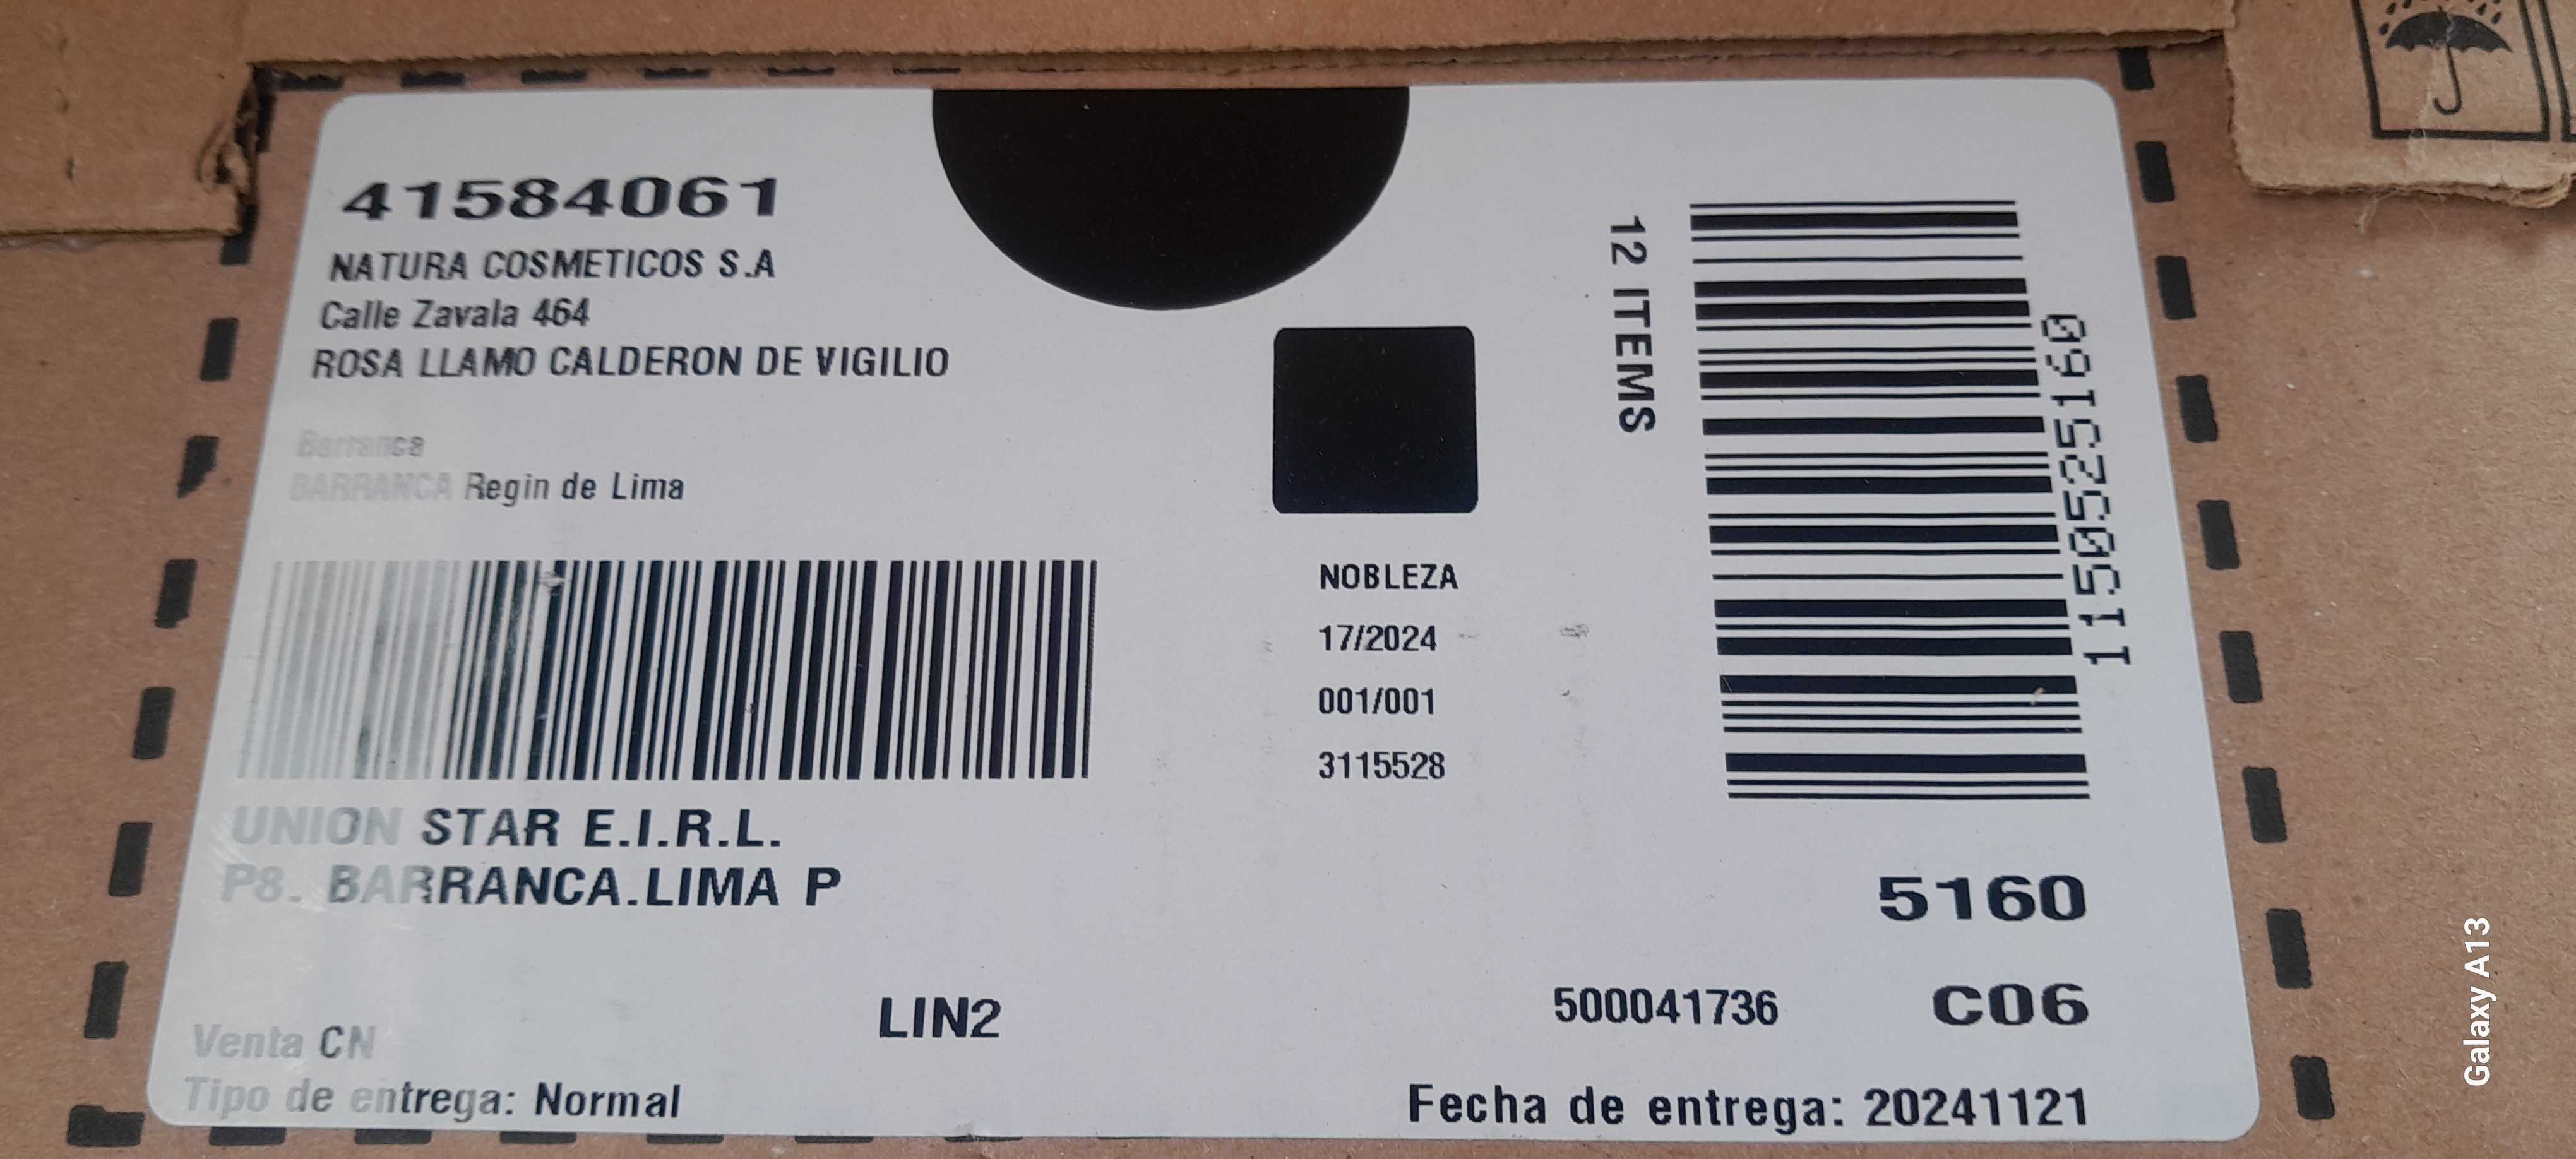 41584061
NATURA COSMETICOS S.A
Calle Zavala 464
ROSA LLAMO CALDERON DE VIGILIO
Barranca
BARRANCA Regin de Lima
UNION STAR E.I.R.L.
P8. BARRANCA.LIMA P
LIN2
Venta CN
Tipo de entrega: Normal
NOBLEZA
17/2024
001/001
3115528
12 ITEMS
11505255160
5160
500041736 C06
Fecha de entrega: 20241121
Galaxy A13